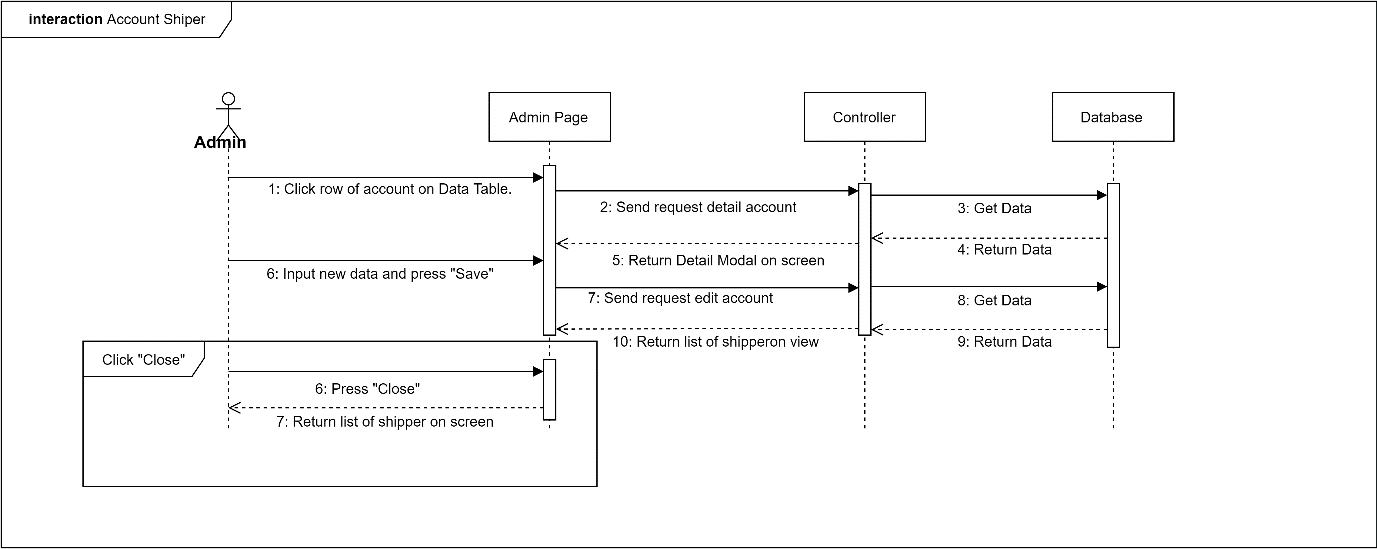 interaction Account Shiper
Admin
Admin Page
Controller
Database
1: Click row of account on Data Table.
2: Send request detail account
3: Get Data
4: Return Data
5: Return Detail Modal on screen
6: Input new data and press "Save"
7: Send request edit account
8: Get Data
9: Return Data
10: Return list of shipperon view
Click "Close"
6: Press "Close"
7: Return list of shipper on screen